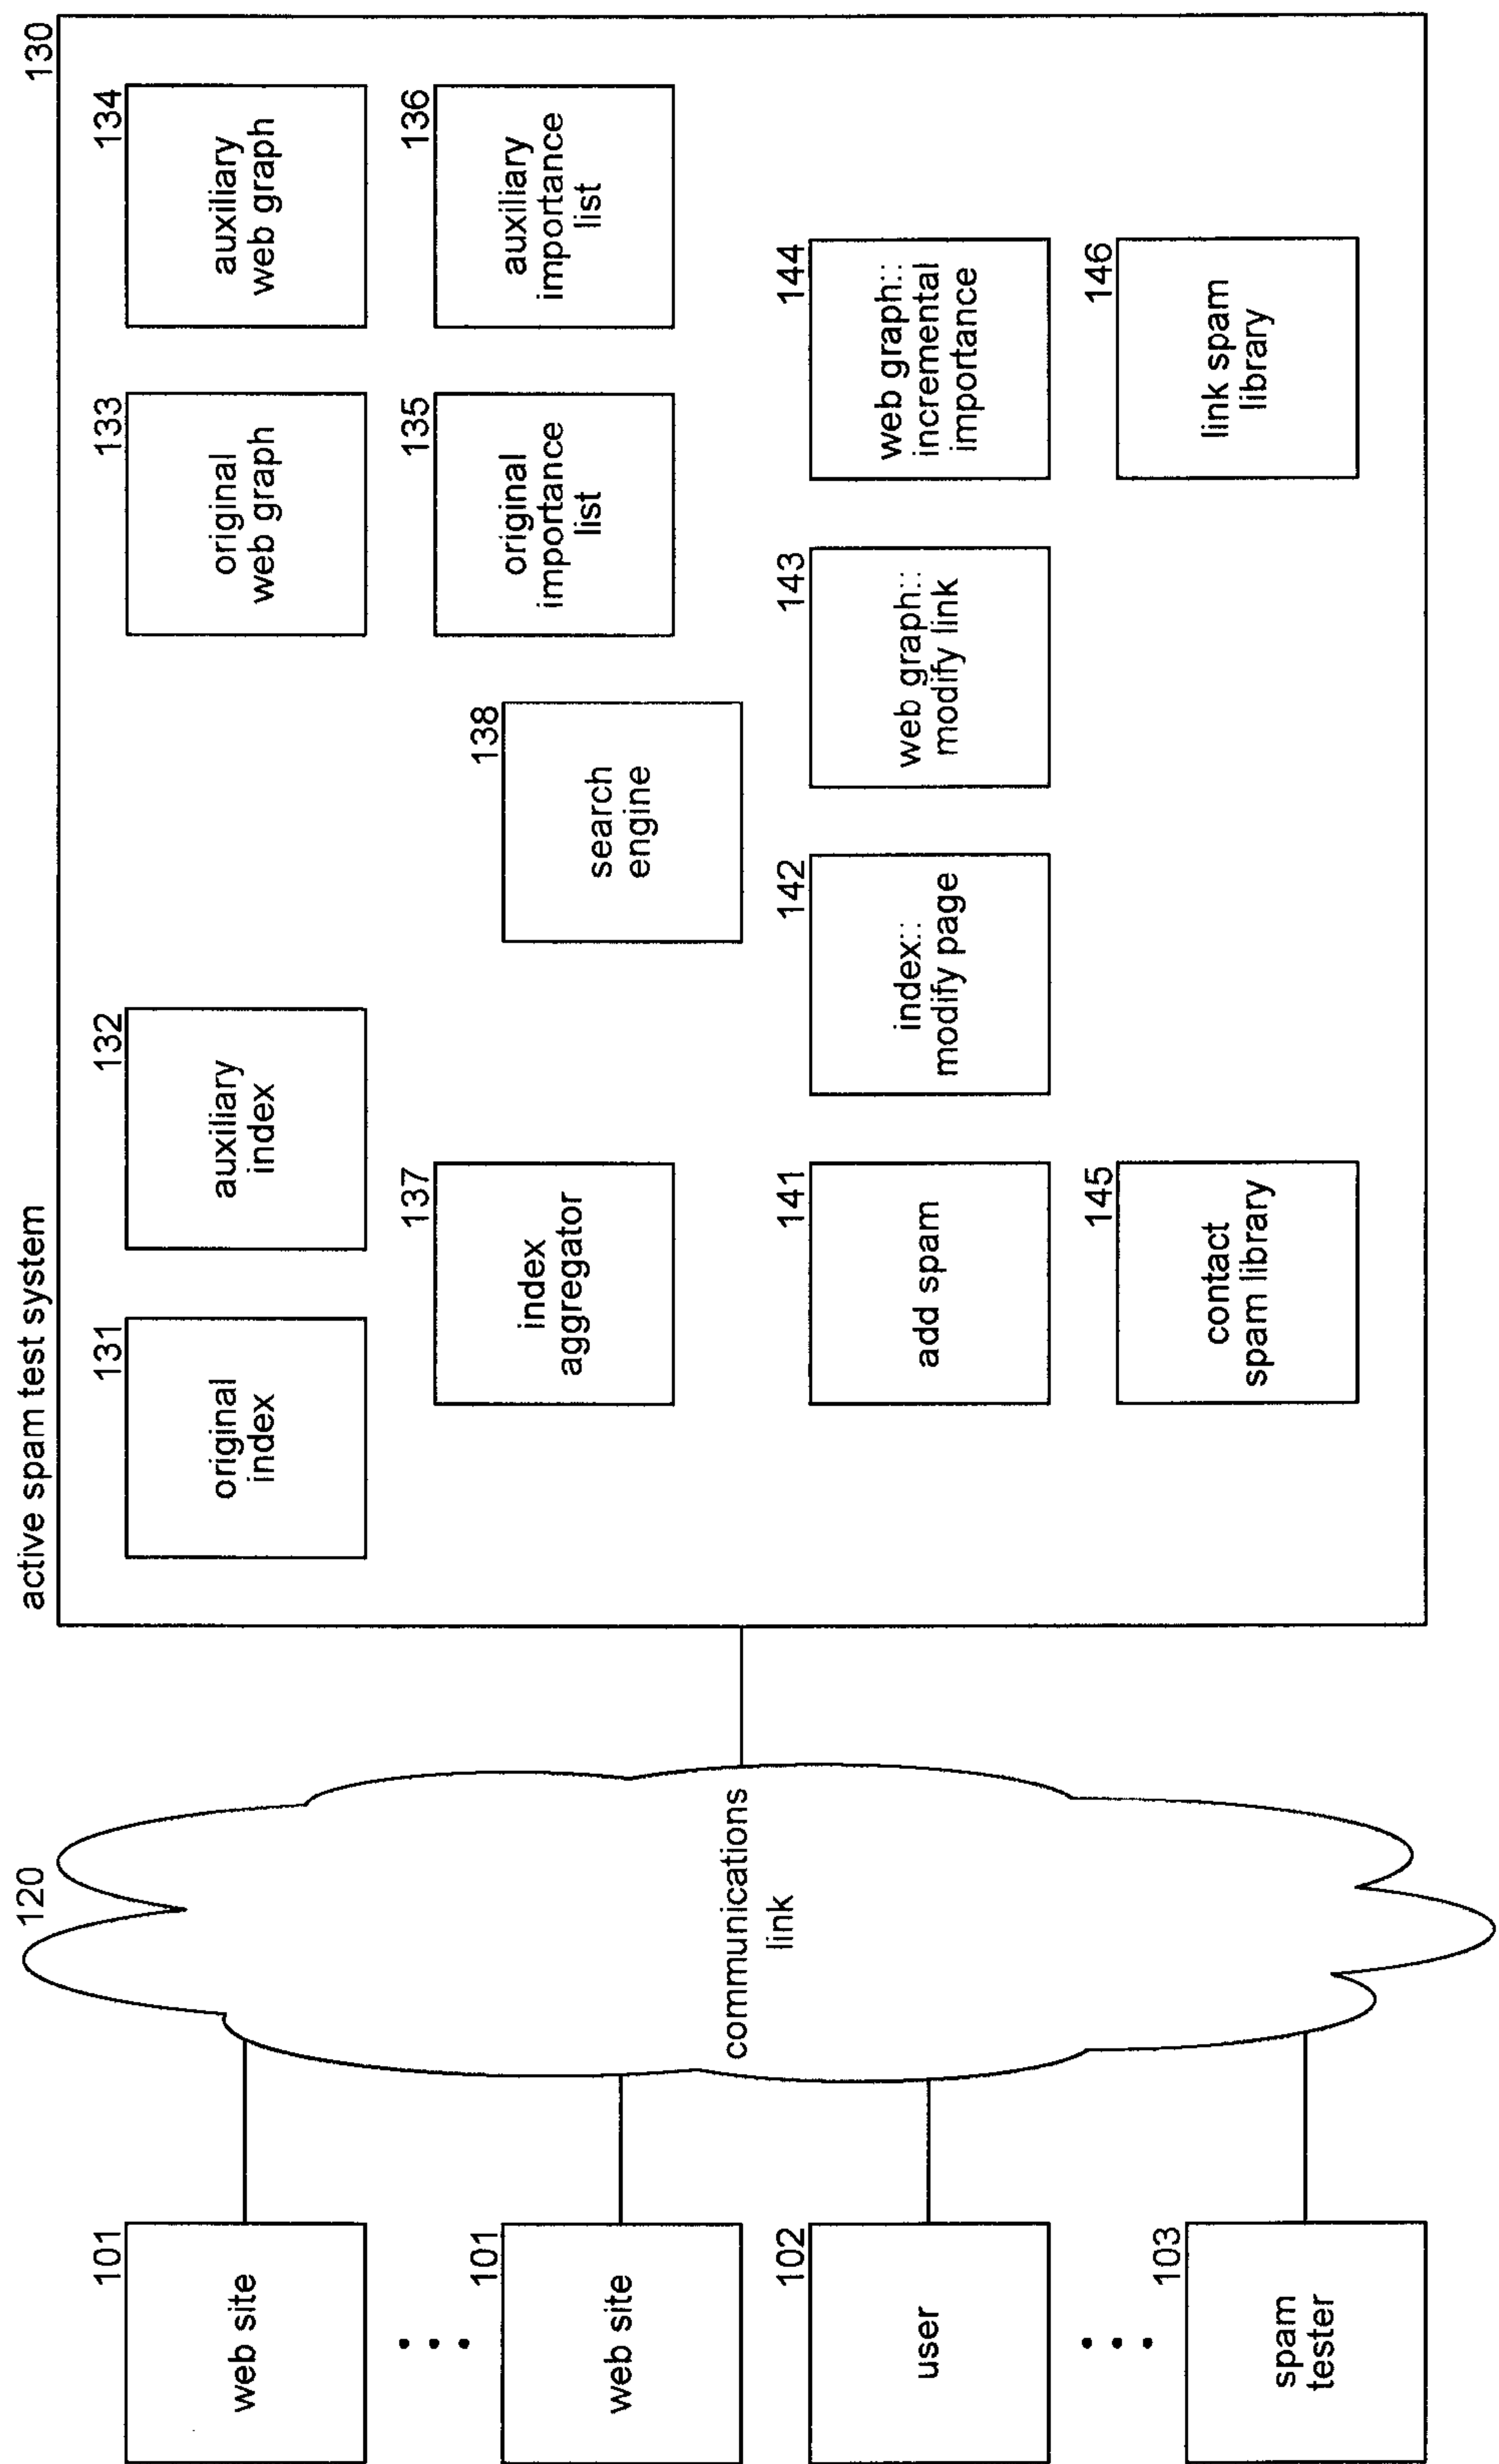 active spam test system
130
131
original
index
132
auxiliary
index
133
original
web graph
134
auxiliary
web graph
137
index
aggregator
135
original
importance
list
136
auxiliary
importance
list
138
search
engine
141
add spam
142
index::
modify page
143
web graph::
modify link
144
web graph::
incremental
importance
145
contact
spam library
146
link spam
library
120
communications
link
101
web site
101
web site
102
user
103
spam
tester